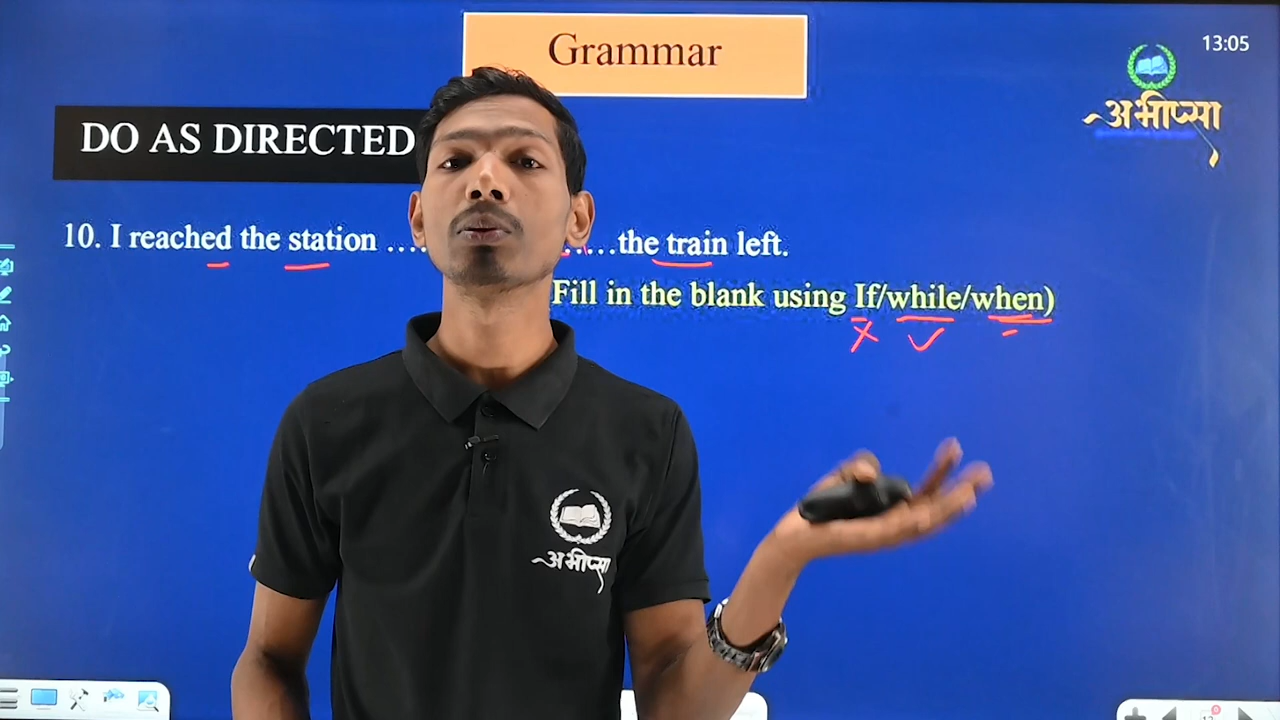 Grammar
13:05
अभीप्सा
DO AS DIRECTED
10. I reached the station …. ….the train left.
Fill in the blank using If/while/when)
अभीप्सा